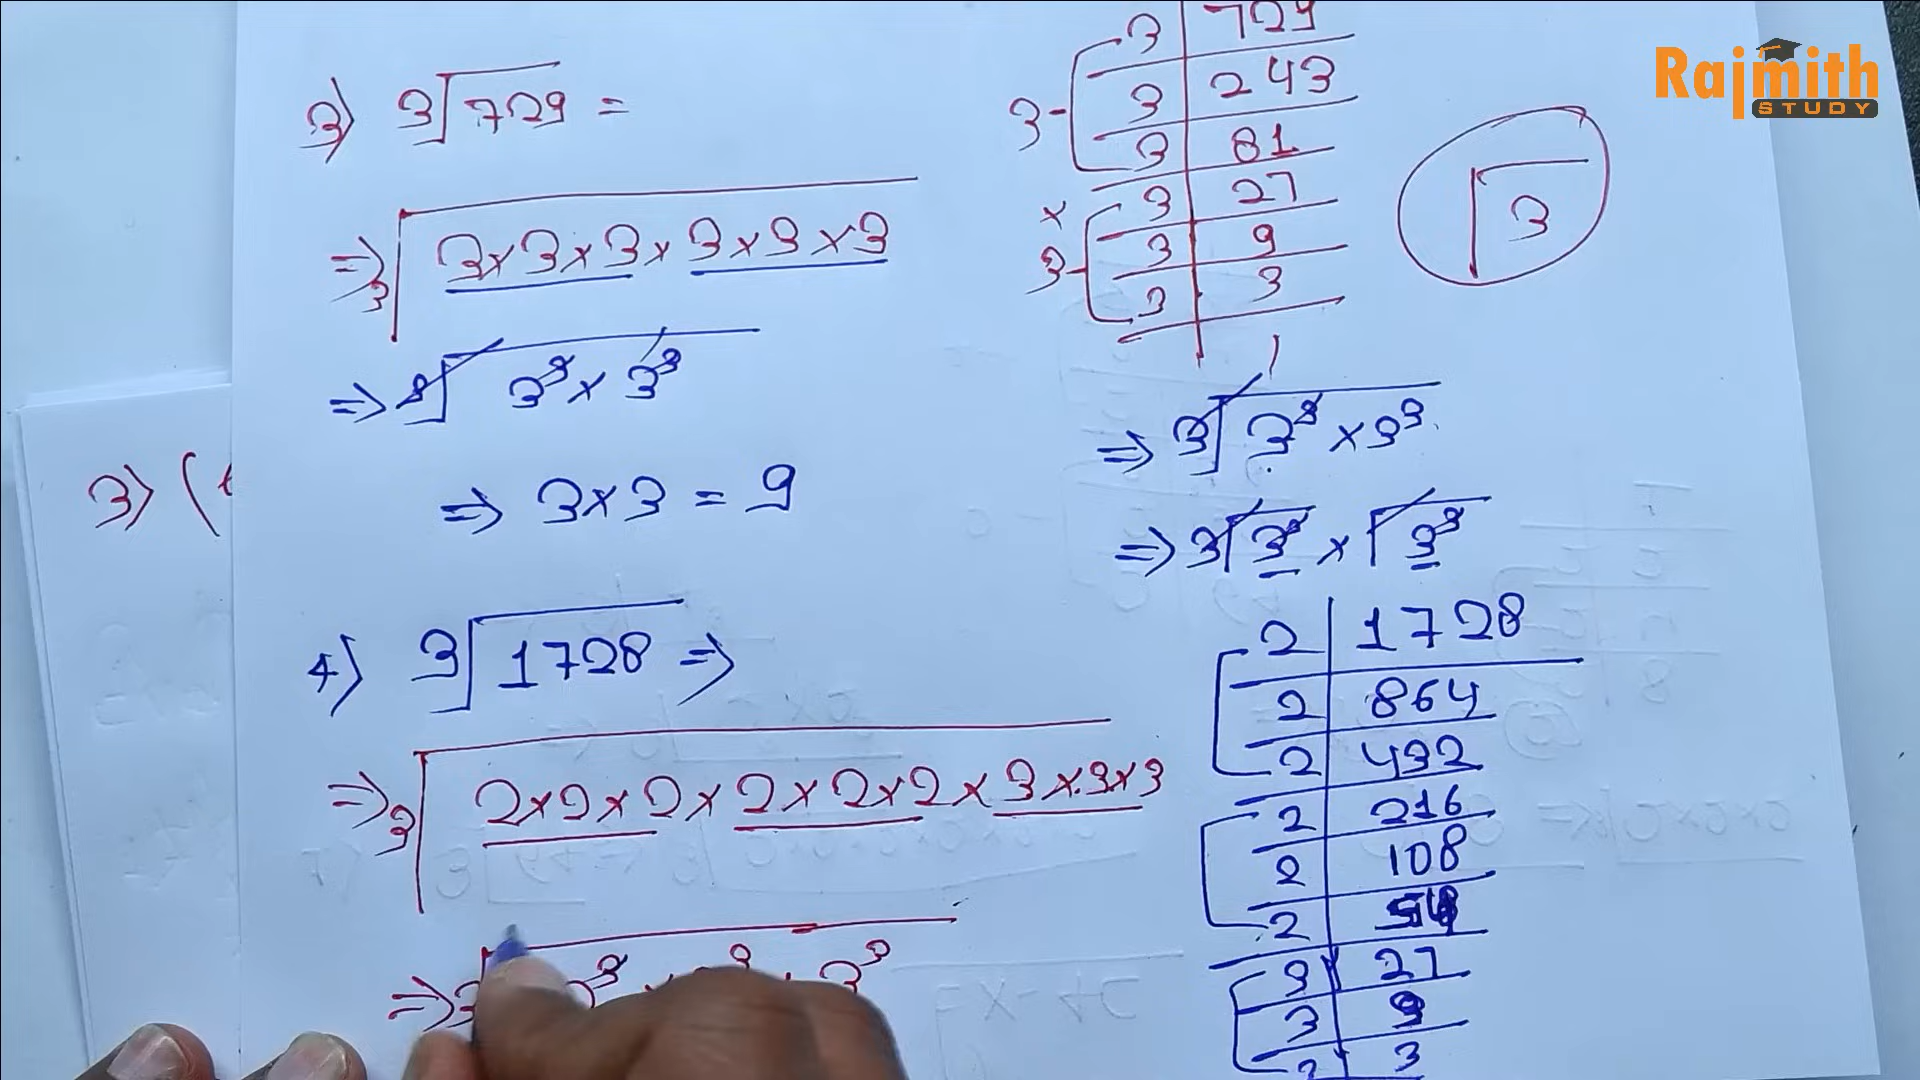 Rajmith
STUDY
3) ∛729 =
⇒ ∛3×3×3×3×3×3
⇒ ∛3³×3³
⇒ 3×3 = 9
3 | 729
3 | 243
3 | 81
3 | 27
3 | 9
3 | 3
1
3
×
3
√3
⇒ ∛3³×3³
⇒ ∛3³ × √3³
3) (
4) ∛1728 ⇒
⇒ ∛2×2×2×2×2×2×3×3×3
⇒ 3
2 | 1728
2 | 864
2 | 432
2 | 216
2 | 108
2 | 54
3 | 27
3 | 9
3 | 3